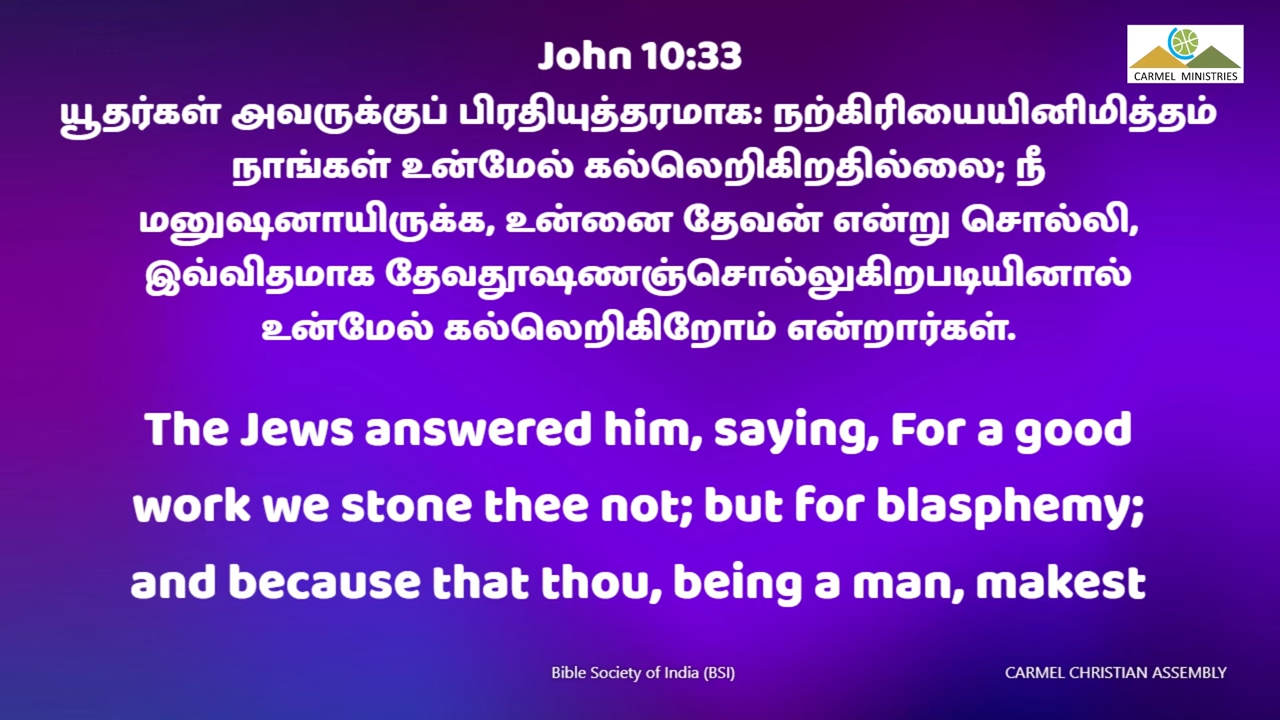 John 10:33
CARMEL MINISTRIES
யூதர்கள் அவருக்குப் பிரதியுத்தரமாக: நற்கிரியையினிமித்தம்
நாங்கள் உன்மேல் கல்லெறிகிறதில்லை; நீ
மனுஷனாயிருக்க, உன்னை தேவன் என்று சொல்லி,
இவ்விதமாக தேவதூஷணஞ்சொல்லுகிறபடியினால்
உன்மேல் கல்லெறிகிறோம் என்றார்கள்.
The Jews answered him, saying, For a good
work we stone thee not; but for blasphemy;
and because that thou, being a man, makest
Bible Society of India (BSI)
CARMEL CHRISTIAN ASSEMBLY